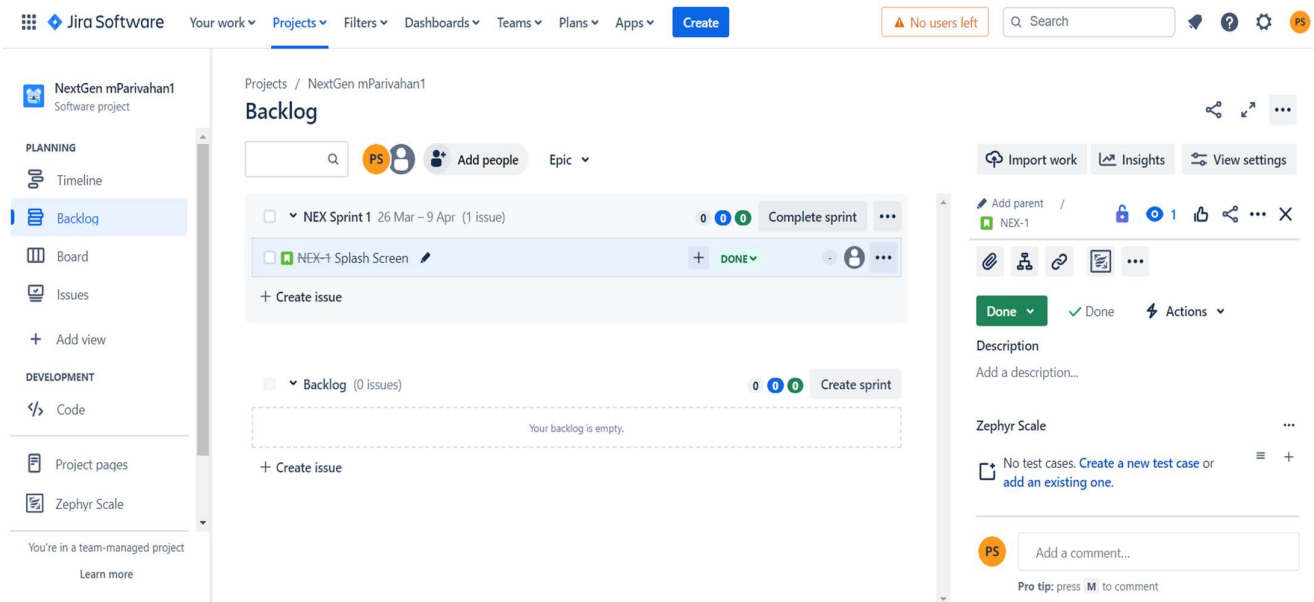 Jira Software Your work Projects Filters Dashboards Teams Plans Apps Create No users left Search PS
NextGen mParivahan1
Software project
PLANNING
Timeline
Backlog
Board
Issues
Add view
DEVELOPMENT
Code
Project pages
Zephyr Scale
You're in a team-managed project
Learn more
Projects / NextGen mParivahan1
Backlog
PS Add people Epic
Import work Insights View settings
NEX Sprint 1 26 Mar – 9 Apr (1 issue) 0 0 0 Complete sprint
NEX-1 Splash Screen DONE -
+ Create issue
Backlog (0 issues) 0 0 0 Create sprint
Your backlog is empty.
+ Create issue
Add parent /
NEX-1 1
Done Done Actions
Description
Add a description...
Zephyr Scale
No test cases. Create a new test case or
add an existing one.
PS Add a comment...
Pro tip: press M to comment